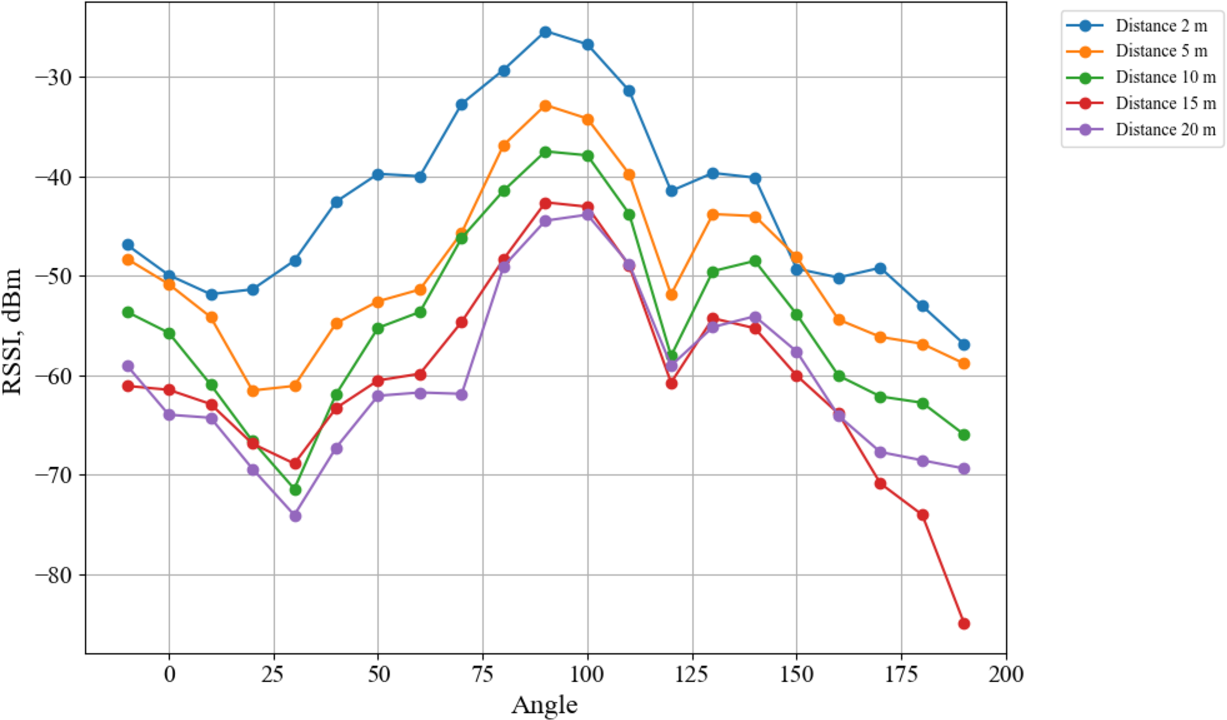 Distance 2 m
Distance 5 m
Distance 10 m
Distance 15 m
Distance 20 m
RSSI, dBm
−30
−40
−50
−60
−70
−80
0 25 50 75 100 125 150 175 200
Angle